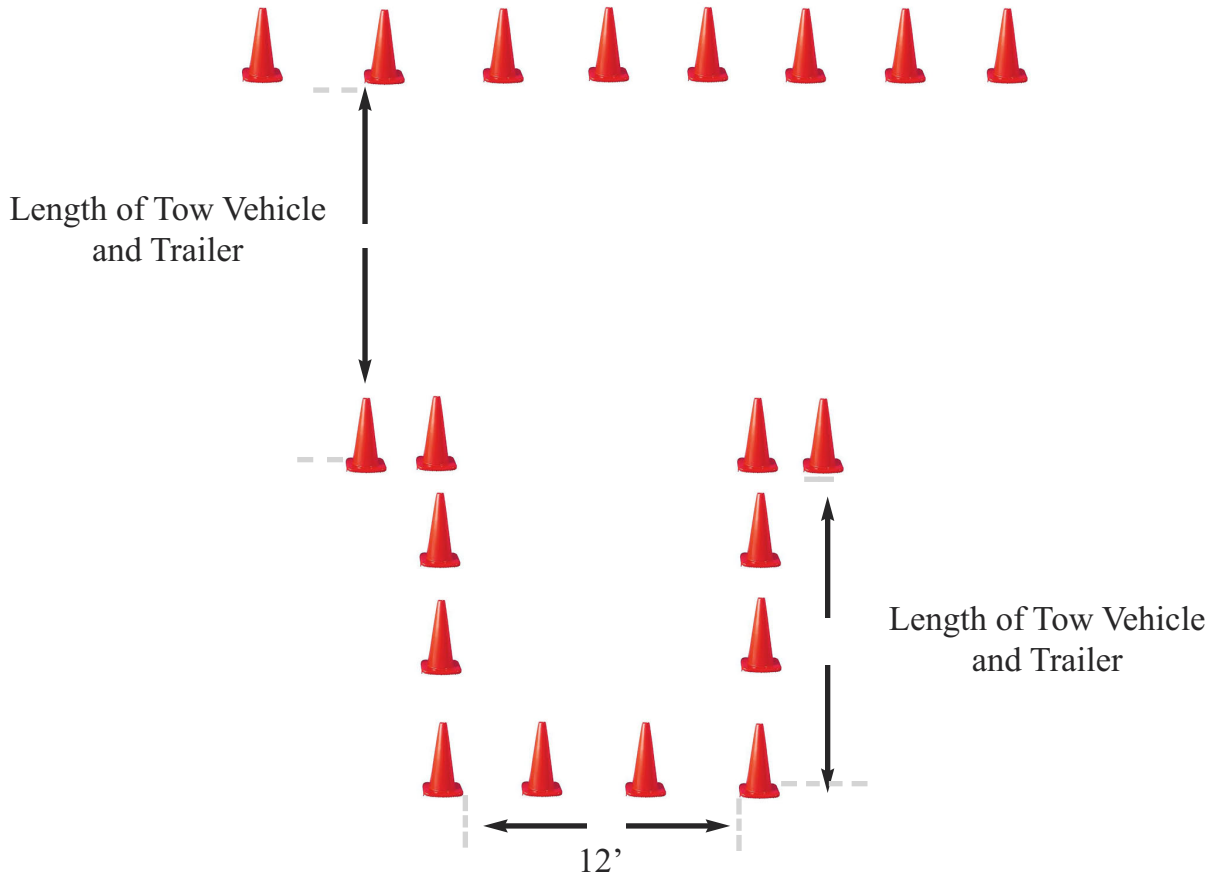 Length of Tow Vehicle
and Trailer
Length of Tow Vehicle
and Trailer
12’